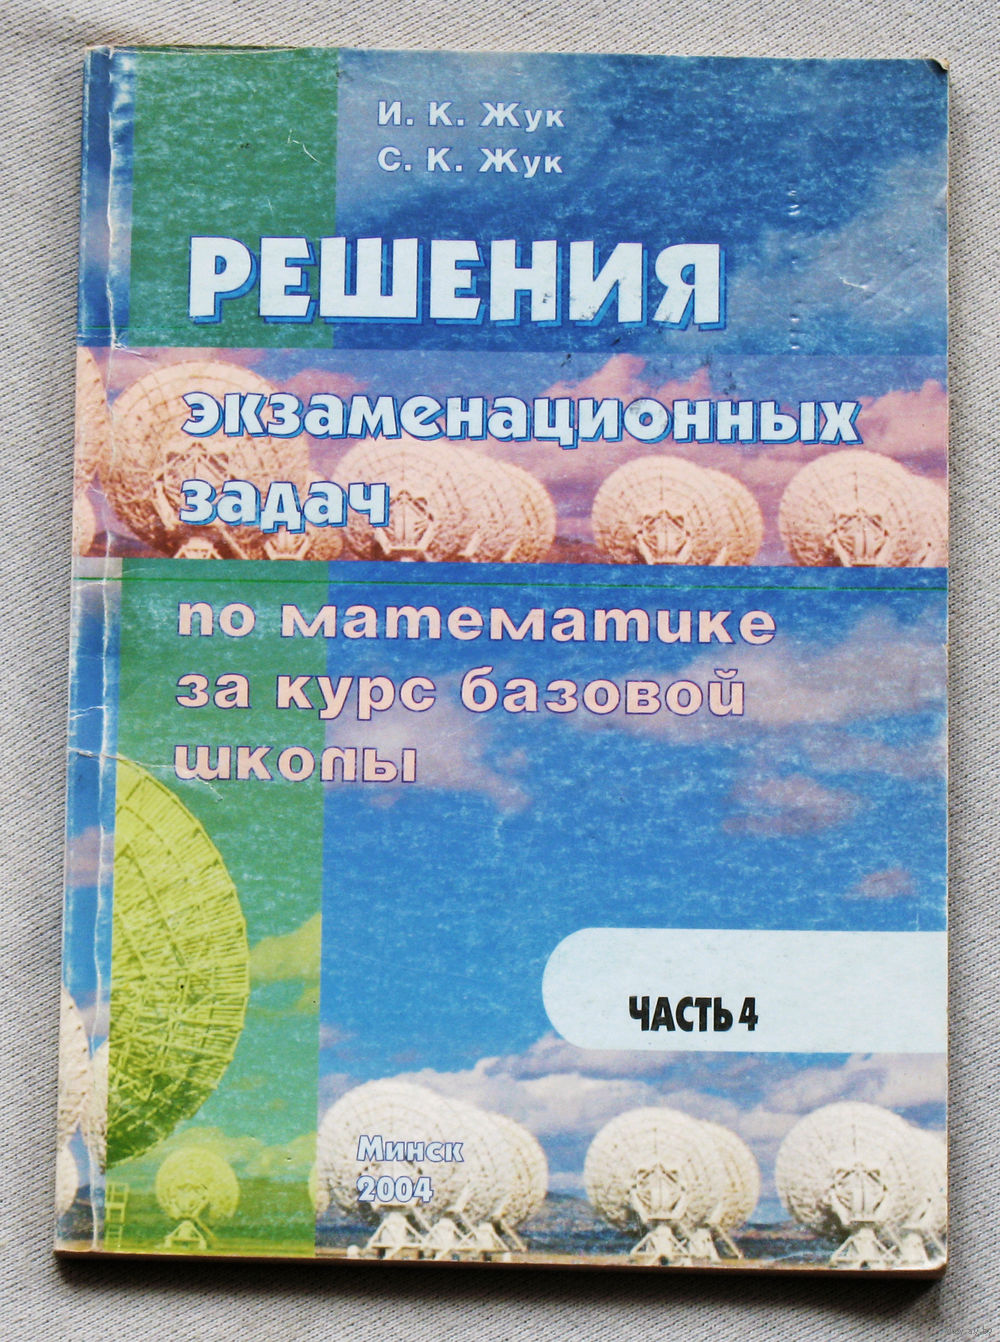 И. К. Жук
С. К. Жук
РЕШЕНИЯ
экзаменационных
задач
по математике
за курс базовой
школы
ЧАСТЬ 4
Минск
2004